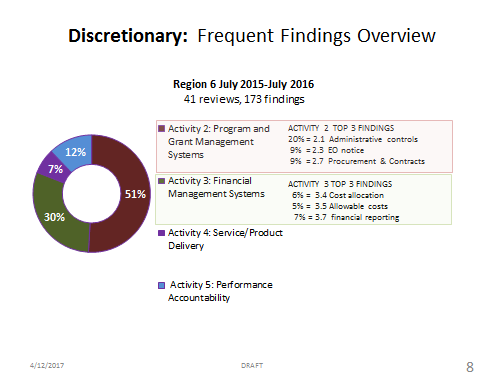 Discretionary: Frequent Findings Overview
Region 6 July 2015-July 2016
41 reviews, 173 findings
12%
7%
51%
30%
Activity 2: Program and
Grant Management
Systems
ACTIVITY 2 TOP 3 FINDINGS
20% = 2.1 Administrative controls
9% = 2.3 EO notice
9% = 2.7 Procurement & Contracts
Activity 3: Financial
Management Systems
ACTIVITY 3 TOP 3 FINDINGS
6% = 3.4 Cost allocation
5% = 3.5 Allowable costs
7% = 3.7 financial reporting
Activity 4: Service/Product
Delivery
Activity 5: Performance
Accountability
4/12/2017
DRAFT
8